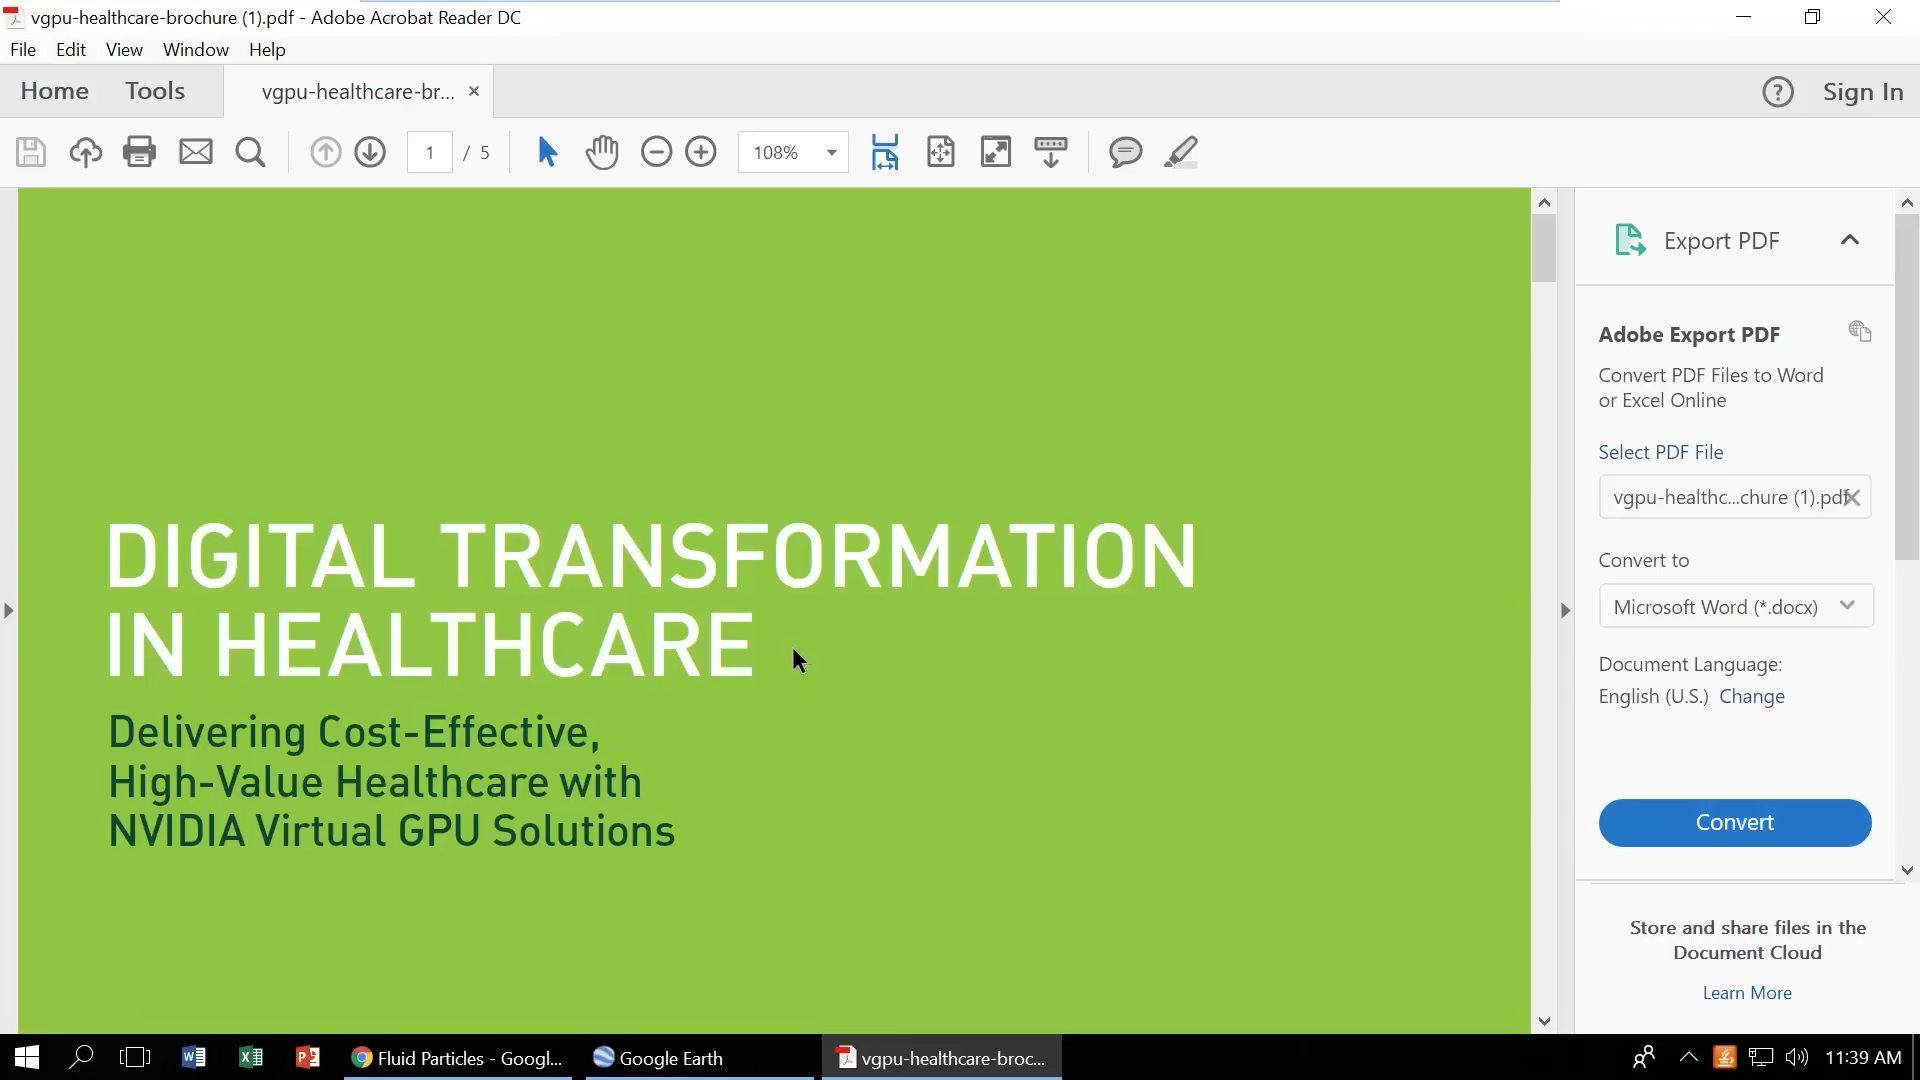 vgpu-healthcare-brochure (1).pdf - Adobe Acrobat Reader DC
File Edit View Window Help
Home Tools vgpu-healthcare-br... Sign In
1 / 5 108%
DIGITAL TRANSFORMATION
IN HEALTHCARE
Delivering Cost-Effective,
High-Value Healthcare with
NVIDIA Virtual GPU Solutions
Export PDF
Adobe Export PDF
Convert PDF Files to Word
or Excel Online
Select PDF File
vgpu-healthc...chure (1).pdf
Convert to
Microsoft Word (*.docx)
Document Language:
English (U.S.) Change
Convert
Store and share files in the
Document Cloud
Learn More
Fluid Particles - Googl... Google Earth vgpu-healthcare-broc... 11:39 AM